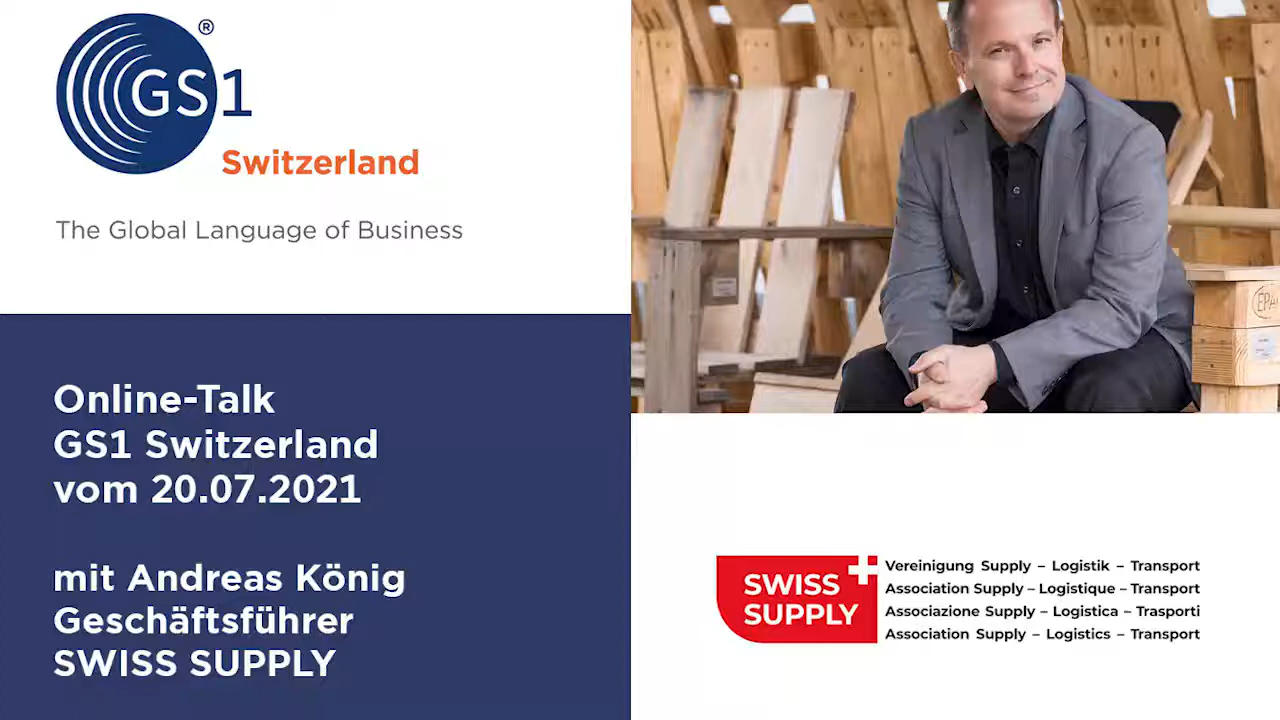 GS1®
Switzerland
The Global Language of Business
Online-Talk
GS1 Switzerland
vom 20.07.2021
mit Andreas König
Geschäftsführer
SWISS SUPPLY
SWISS
SUPPLY
Vereinigung Supply – Logistik – Transport
Association Supply – Logistique – Transport
Associazione Supply – Logistica – Trasporti
Association Supply – Logistics – Transport